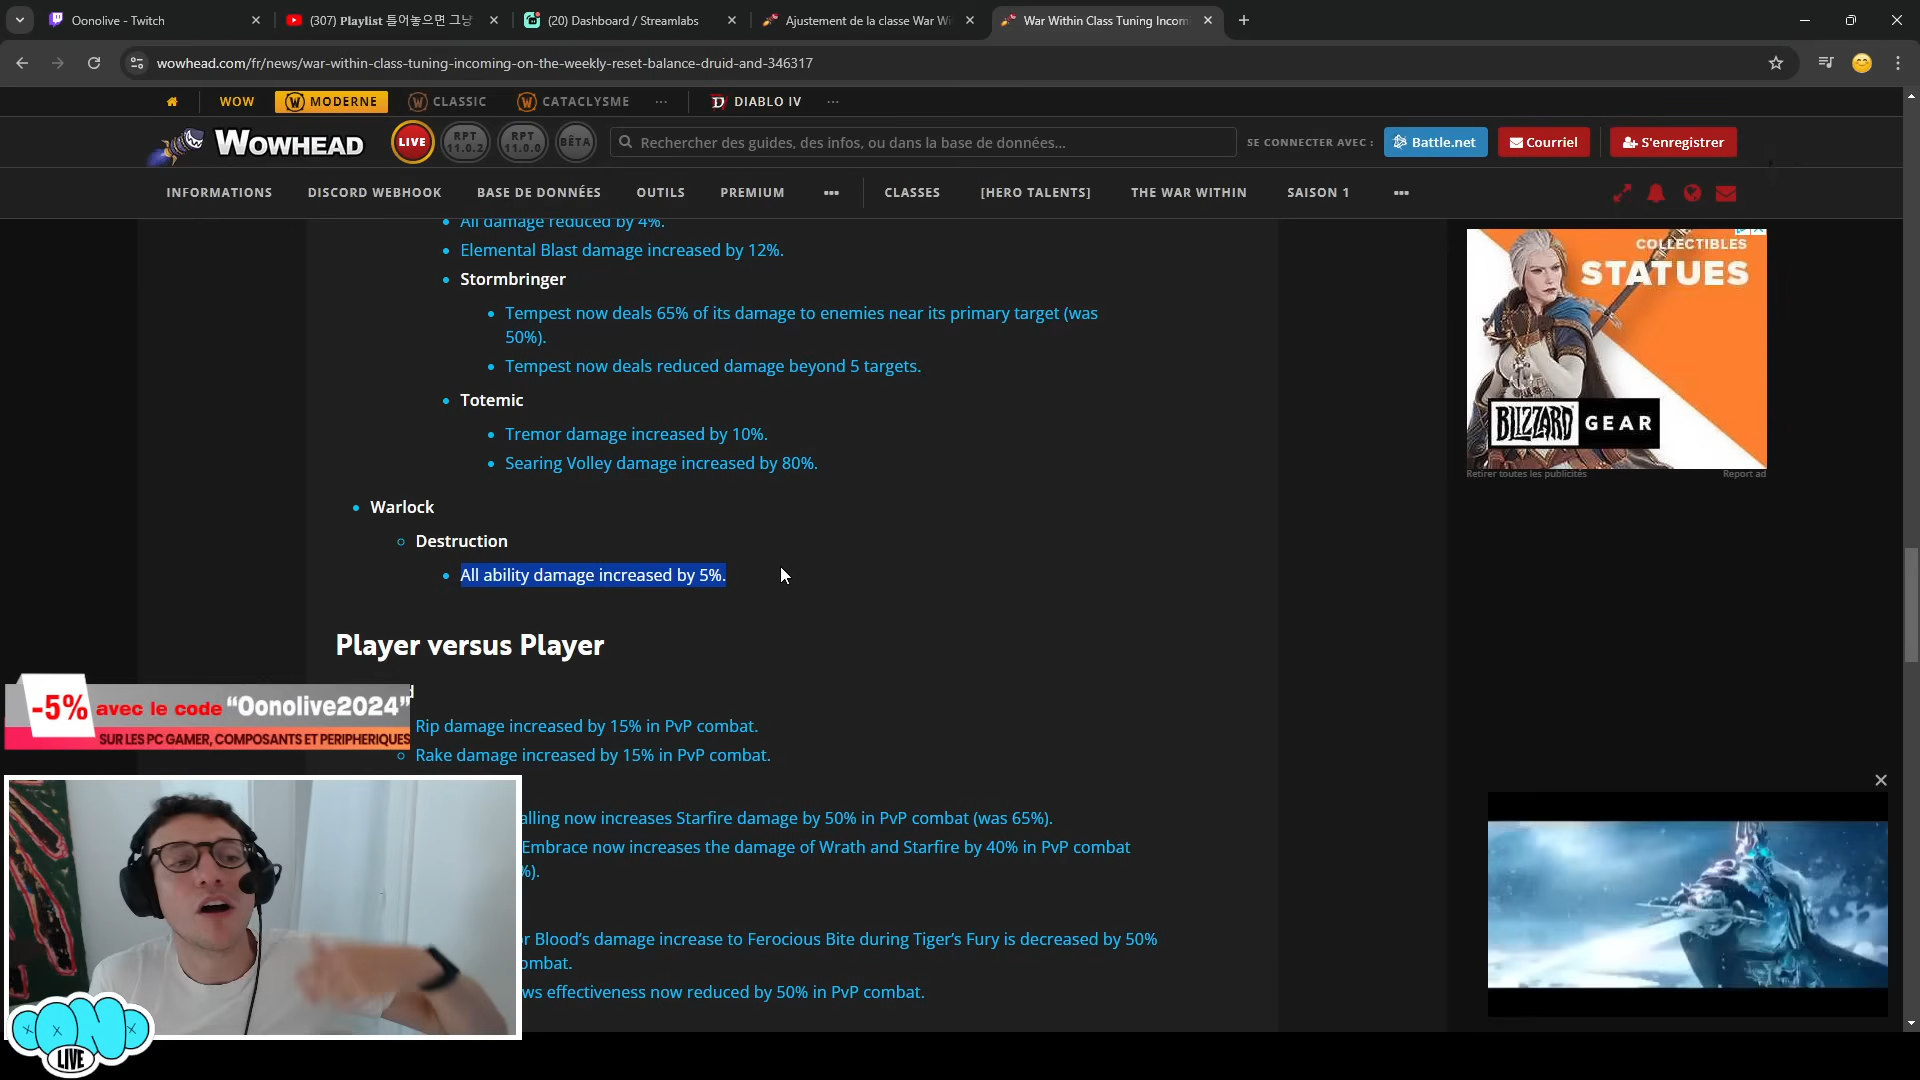 Oonolive - Twitch
(307) Playlist 틀어놓으면 그냥
(20) Dashboard / Streamlabs
Ajustement de la classe War Wi
War Within Class Tuning Incom
wowhead.com/fr/news/war-within-class-tuning-incoming-on-the-weekly-reset-balance-druid-and-346317
WOW
MODERNE
CLASSIC
CATACLYSME
DIABLO IV
WOWHEAD
LIVE
RPT 11.0.2
RPT 11.0.0
BÊTA
Rechercher des guides, des infos, ou dans la base de données...
SE CONNECTER AVEC :
Battle.net
Courriel
S'enregistrer
INFORMATIONS
DISCORD WEBHOOK
BASE DE DONNÉES
OUTILS
PREMIUM
CLASSES
[HERO TALENTS]
THE WAR WITHIN
SAISON 1
All damage reduced by 4%.
Elemental Blast damage increased by 12%.
Stormbringer
Tempest now deals 65% of its damage to enemies near its primary target (was
50%).
Tempest now deals reduced damage beyond 5 targets.
Totemic
Tremor damage increased by 10%.
Searing Volley damage increased by 80%.
Warlock
Destruction
All ability damage increased by 5%.
Player versus Player
d
Rip damage increased by 15% in PvP combat.
Rake damage increased by 15% in PvP combat.
alling now increases Starfire damage by 50% in PvP combat (was 65%).
Embrace now increases the damage of Wrath and Starfire by 40% in PvP combat
%).
r Blood's damage increase to Ferocious Bite during Tiger's Fury is decreased by 50%
ombat.
ws effectiveness now reduced by 50% in PvP combat.
COLLECTIBLES
STATUES
BLIZZARD GEAR
Retirer toutes les publicités
Report ad
-5% avec le code "Oonolive2024"
SUR LES PC GAMER, COMPOSANTS ET PERIPHERIQUES
OONO
LIVE